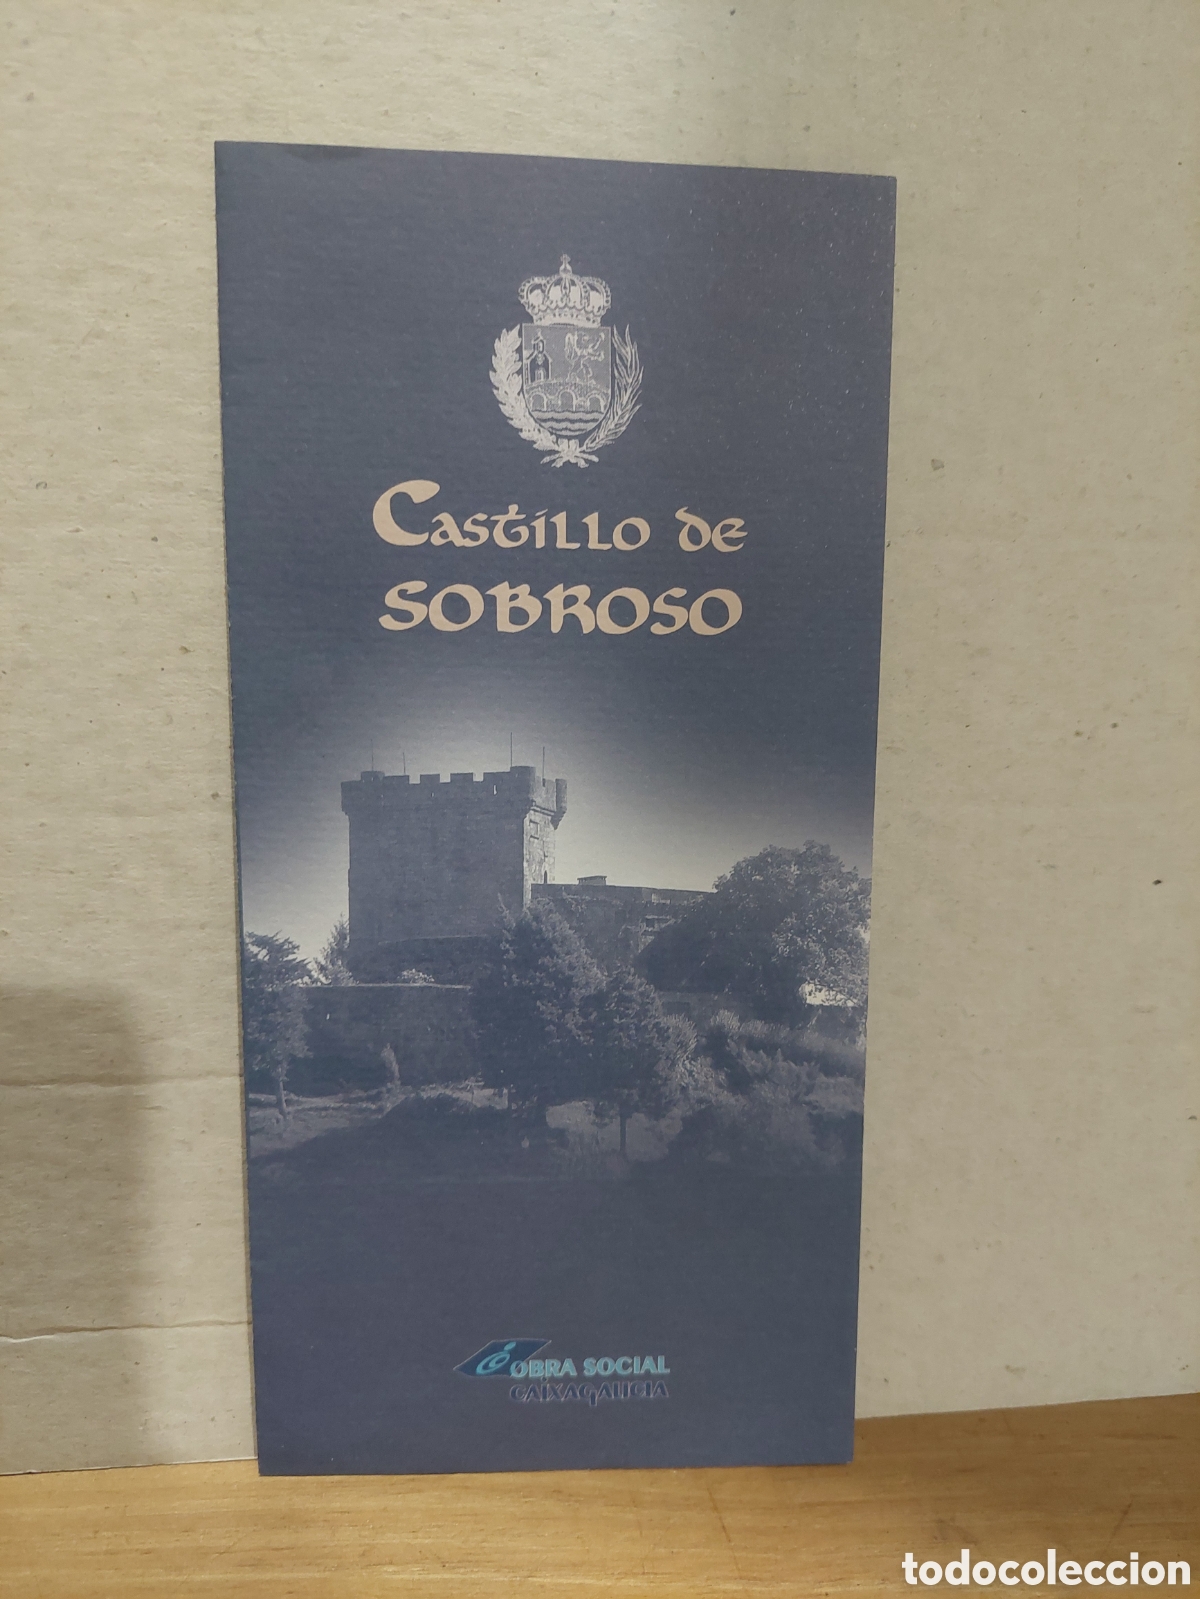 Castillo de
SOBROSO
OBRA SOCIAL
CAIXAGALICIA
todocoleccion